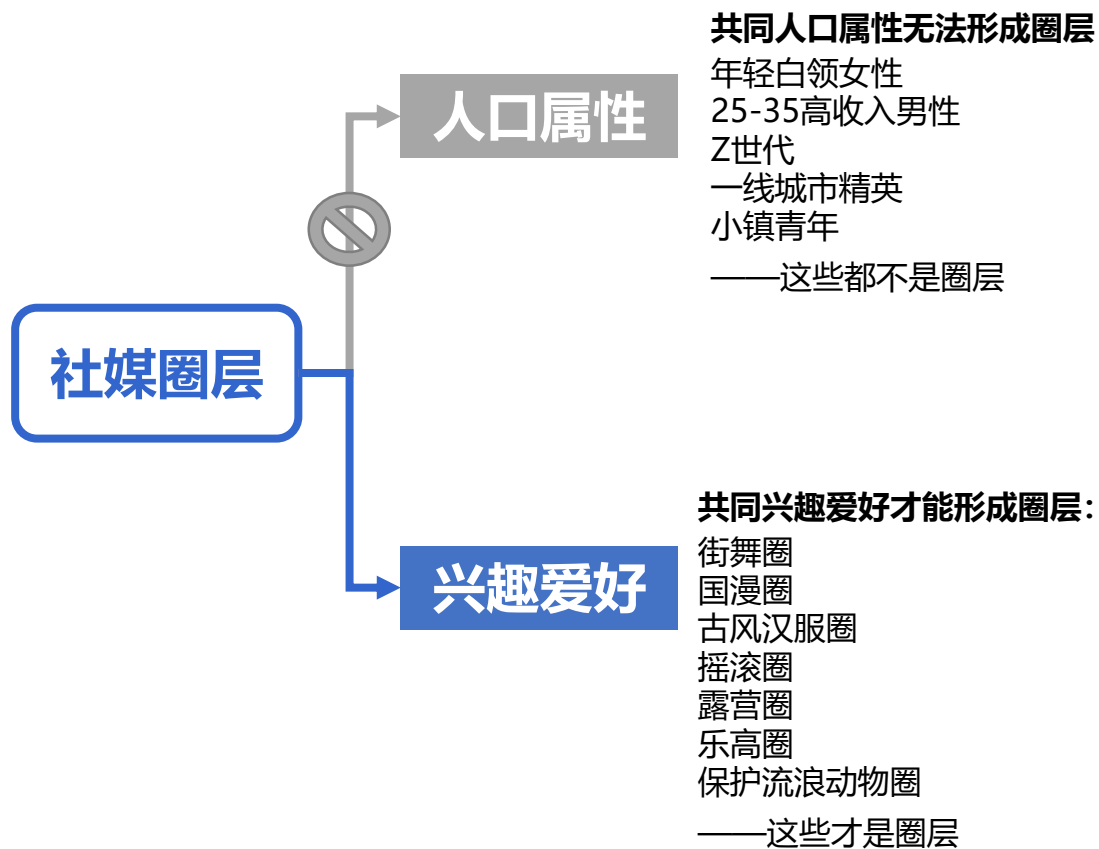 共同人口属性无法形成圈层
人口属性
年轻白领女性
25-35高收入男性
Z世代
一线城市精英
小镇青年
——这些都不是圈层
社媒圈层
共同兴趣爱好才能形成圈层：
兴趣爱好
街舞圈
国漫圈
古风汉服圈
摇滚圈
露营圈
乐高圈
保护流浪动物圈
——这些才是圈层